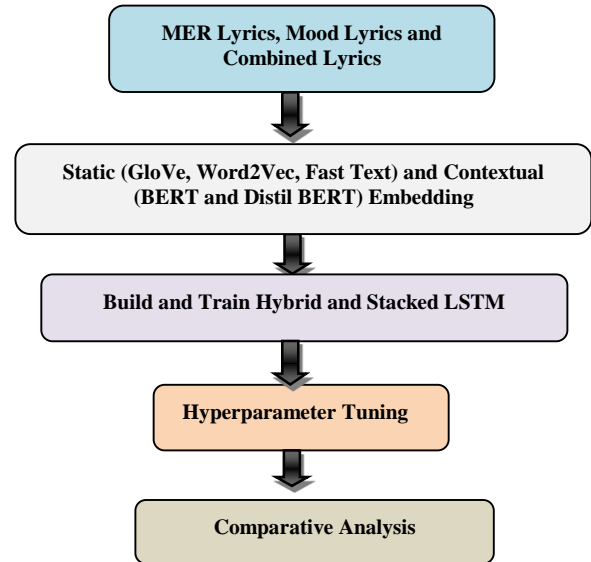 MER Lyrics, Mood Lyrics and
Combined Lyrics
Static (GloVe, Word2Vec, Fast Text) and Contextual
(BERT and Distil BERT) Embedding
Build and Train Hybrid and Stacked LSTM
Hyperparameter Tuning
Comparative Analysis